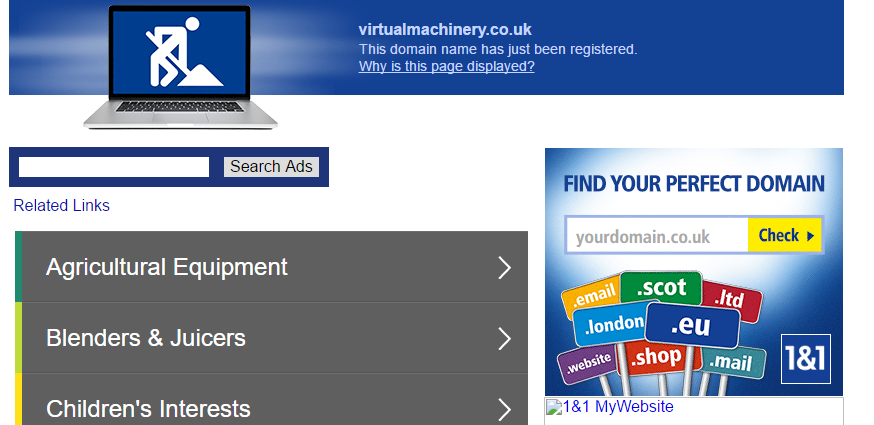 virtualmachinery.co.uk
This domain name has just been registered.
Why is this page displayed?
Search Ads
Related Links
Agricultural Equipment
Blenders & Juicers
Children's Interests
FIND YOUR PERFECT DOMAIN
yourdomain.co.uk Check
.email .scot .ltd
.london .eu
.website .shop .mail
1&1
1&1 MyWebsite